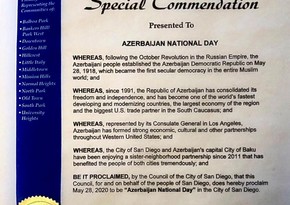 Representing the
Communities of:
• Balboa Park
• Bankers Hill/
Park West
• Downtown
• Golden Hill
• Hillcrest
• Little Italy
• Middletown
• Mission Hills
• Normal Heights
• North Park
• Old Town
• South Park
• University
Heights
Special Commendation
Presented To
AZERBAIJAN NATIONAL DAY
WHEREAS, following the October Revolution in the Russian Empire, the
Azerbaijani people established the Azerbaijan Democratic Republic on May
28, 1918, which became the first secular democracy in the entire Muslim
world; and
WHEREAS, since 1991, the Republic of Azerbaijan has consolidated its
freedom and independence, and has become one of the world's fastest
developing and modernizing countries, the largest economy of the region
and the biggest U.S. trade partner in the South Caucasus; and
WHEREAS, represented by its Consulate General in Los Angeles,
Azerbaijan has formed strong economic, cultural and other partnerships
throughout Western United States; and
WHEREAS, the City of San Diego and Azerbaijan's capital City of Baku
have been enjoying a sister-neighborhood partnership since 2011 that has
benefited the people of both cities tremendously; and
BE IT PROCLAIMED, by the Council of the City of San Diego, that this
Council, for and on behalf of the people of San Diego, does hereby proclaim
May 28, 2020 to be "Azerbaijan National Day" in the City of San Diego.